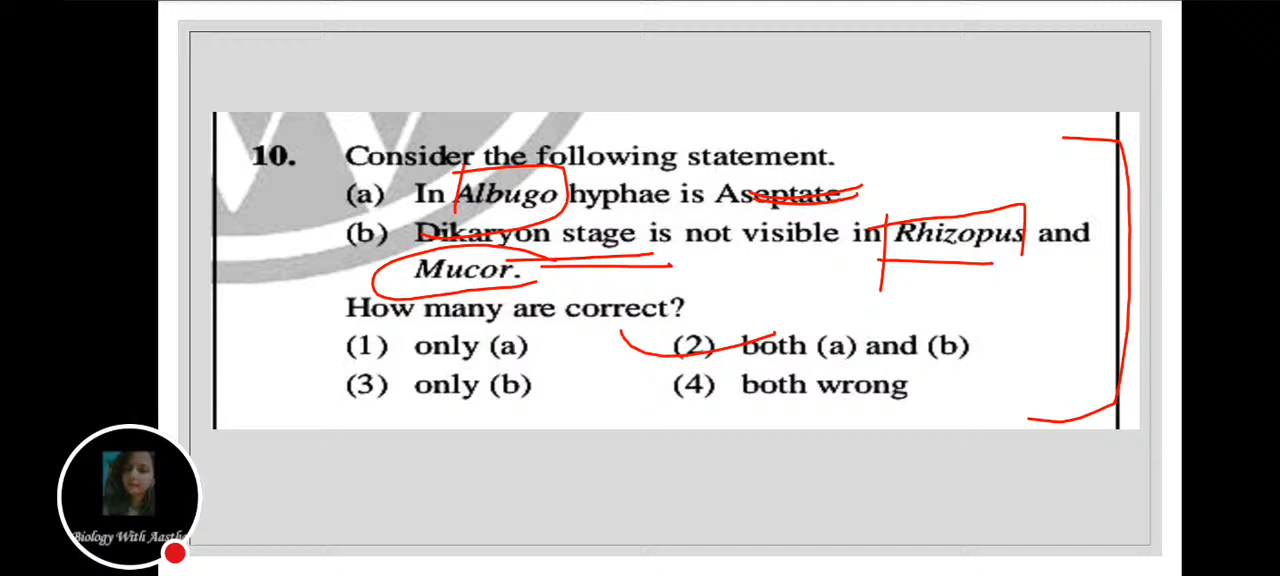 10. Consider the following statement.
(a) In Albugo hyphae is Aseptate
(b) Dikaryon stage is not visible in Rhizopus and
Mucor.
How many are correct?
(1) only (a) (2) both (a) and (b)
(3) only (b) (4) both wrong
Biology With Aastha